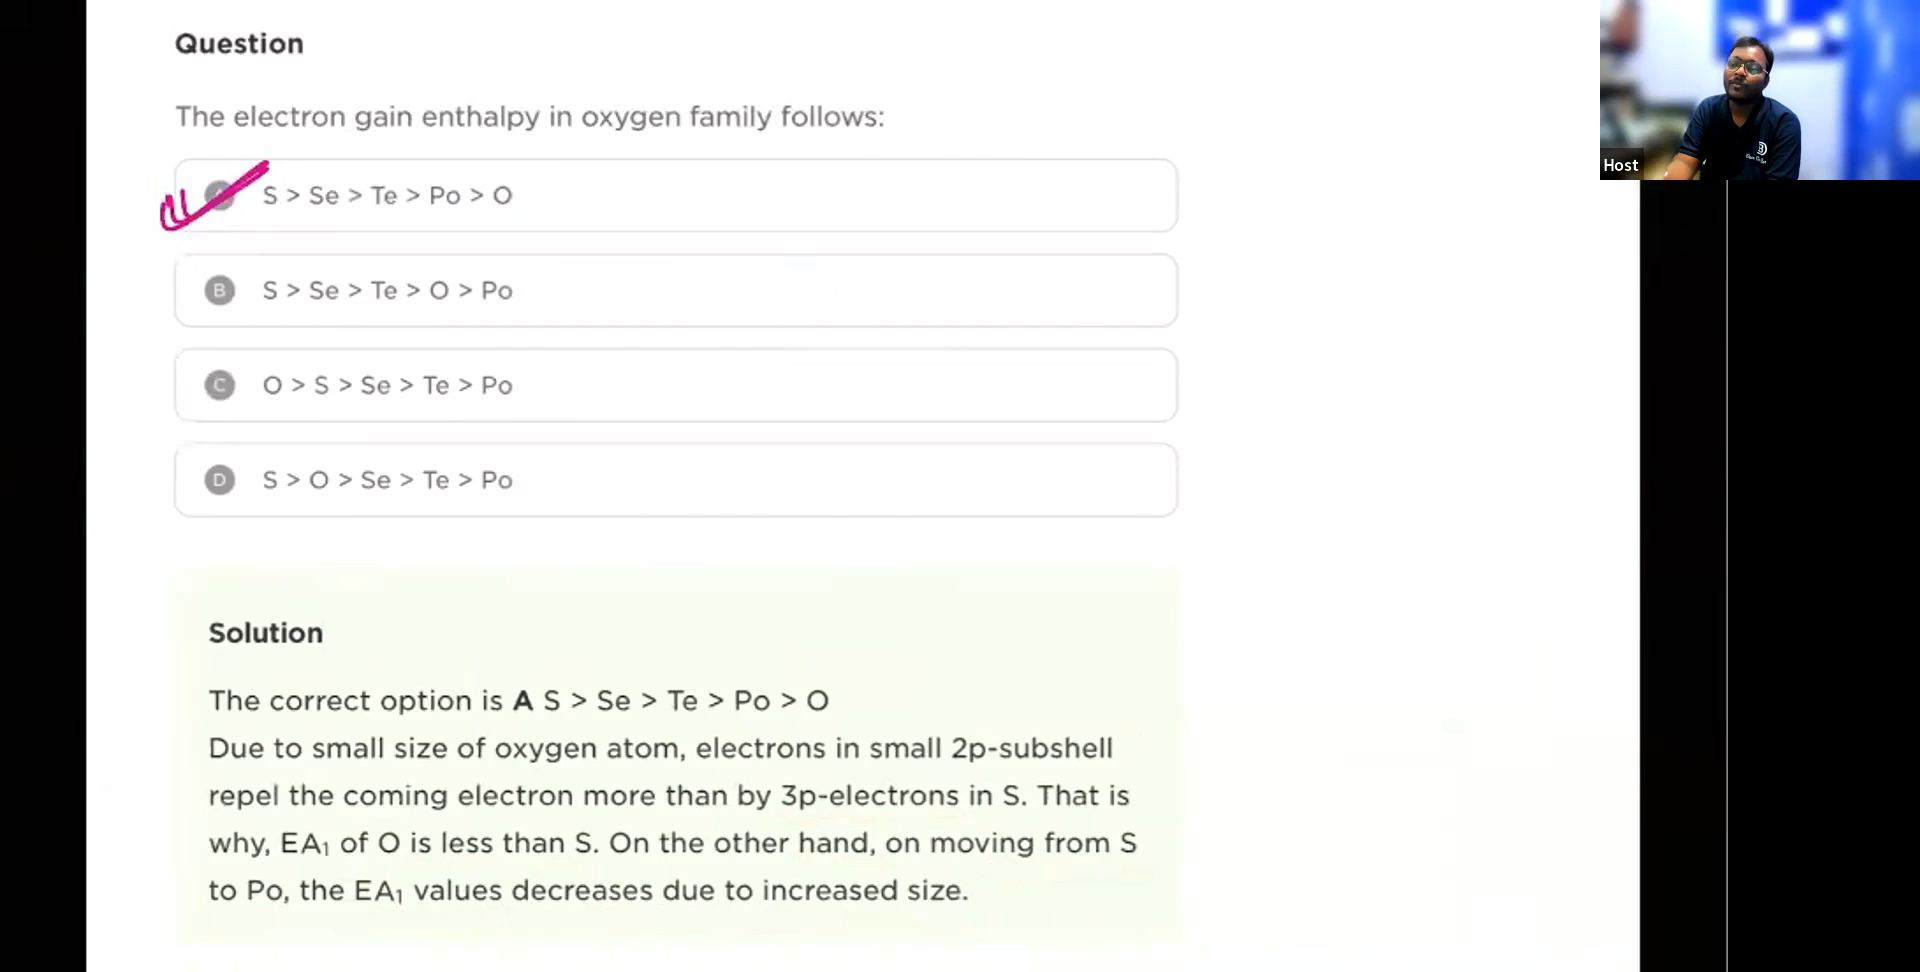 Question
The electron gain enthalpy in oxygen family follows:
S > Se > Te > Po > O
B S > Se > Te > O > Po
C O > S > Se > Te > Po
D S > O > Se > Te > Po
Solution
The correct option is A S > Se > Te > Po > O
Due to small size of oxygen atom, electrons in small 2p-subshell
repel the coming electron more than by 3p-electrons in S. That is
why, EA₁ of O is less than S. On the other hand, on moving from S
to Po, the EA₁ values decreases due to increased size.
Host